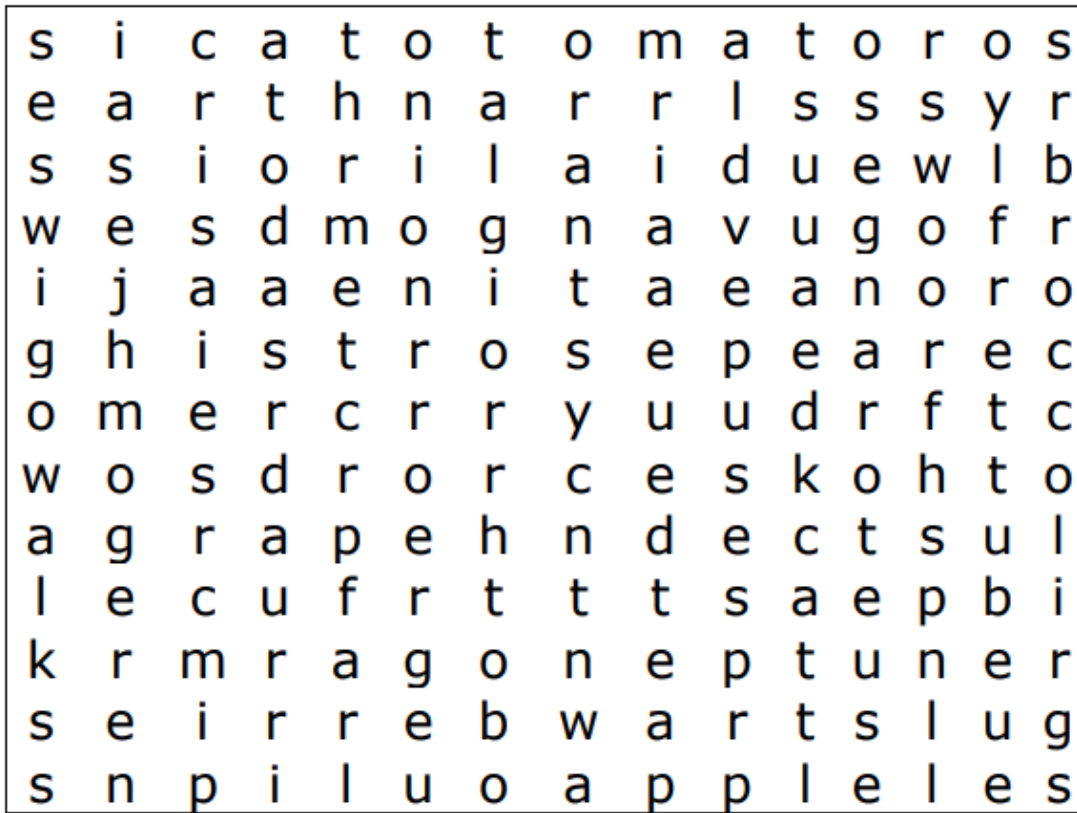 s i c a t o t o m a t o r o s
e a r t h n a r r l s s s y r
s s i o r i l a i d u e w l b
w e s d m o g n a v u g o f r
i j a a e n i t a e a n o r o
g h i s t r o s e p e a r e c
o m e r c r r y u u d r f t c
w o s d r o r c e s k o h t o
a g r a p e h n d e c t s u l
l e c u f r t t t s a e p b i
k r m r a g o n e p t u n e r
s e i r r e b w a r t s l u g
s n p i l u o a p p l e l e s